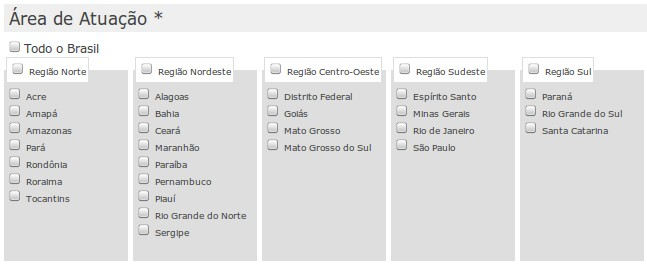 Área de Atuação *
Todo o Brasil
Região Norte
Acre
Amapá
Amazonas
Pará
Rondônia
Roraima
Tocantins
Região Nordeste
Alagoas
Bahia
Ceará
Maranhão
Paraíba
Pernambuco
Piauí
Rio Grande do Norte
Sergipe
Região Centro-Oeste
Distrito Federal
Goiás
Mato Grosso
Mato Grosso do Sul
Região Sudeste
Espírito Santo
Minas Gerais
Rio de Janeiro
São Paulo
Região Sul
Paraná
Rio Grande do Sul
Santa Catarina